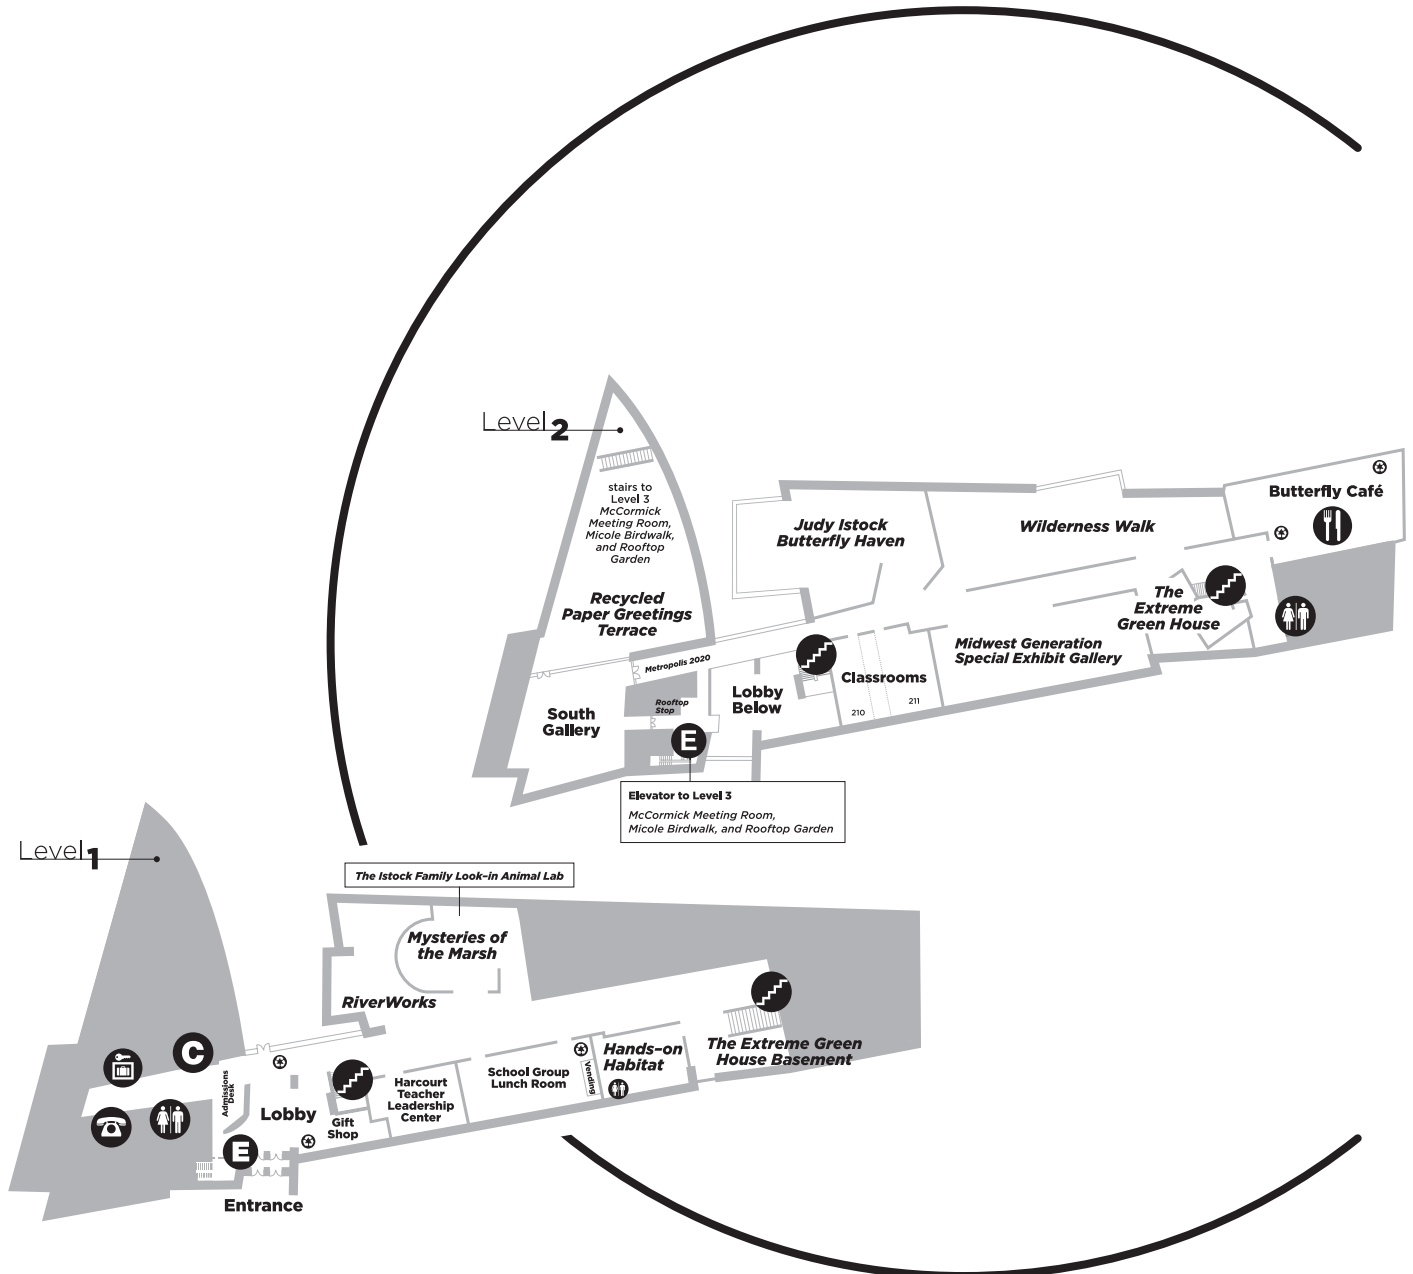 Level 2
stairs to
Level 3
McCormick
Meeting Room,
Micole Birdwalk,
and Rooftop
Garden
Recycled
Paper Greetings
Terrace
Metropolis 2020
South
Gallery
Rooftop
Stop
E
Lobby
Below
Classrooms
210
211
Judy Istock
Butterfly Haven
Wilderness Walk
Butterfly Café
The
Extreme
Green House
Midwest Generation
Special Exhibit Gallery
Elevator to Level 3
McCormick Meeting Room,
Micole Birdwalk, and Rooftop Garden
Level 1
The Istock Family Look-in Animal Lab
Mysteries of
the Marsh
RiverWorks
C
Admissions
Desk
Lobby
E
Entrance
Gift
Shop
Harcourt
Teacher
Leadership
Center
School Group
Lunch Room
Vending
Hands-on
Habitat
The Extreme Green
House Basement